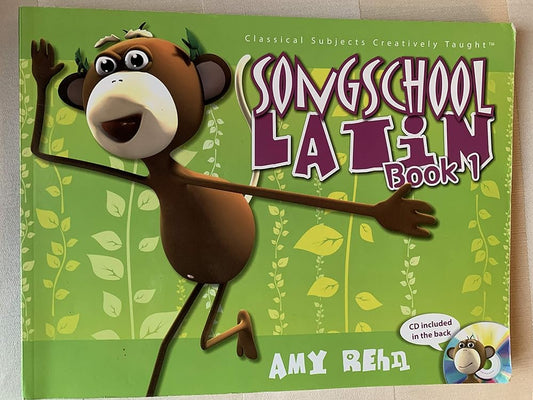 Classical Subjects Creatively Taught™
SONGSCHOOL
LATIN
Book 1
CD included
in the back
AMY REHN